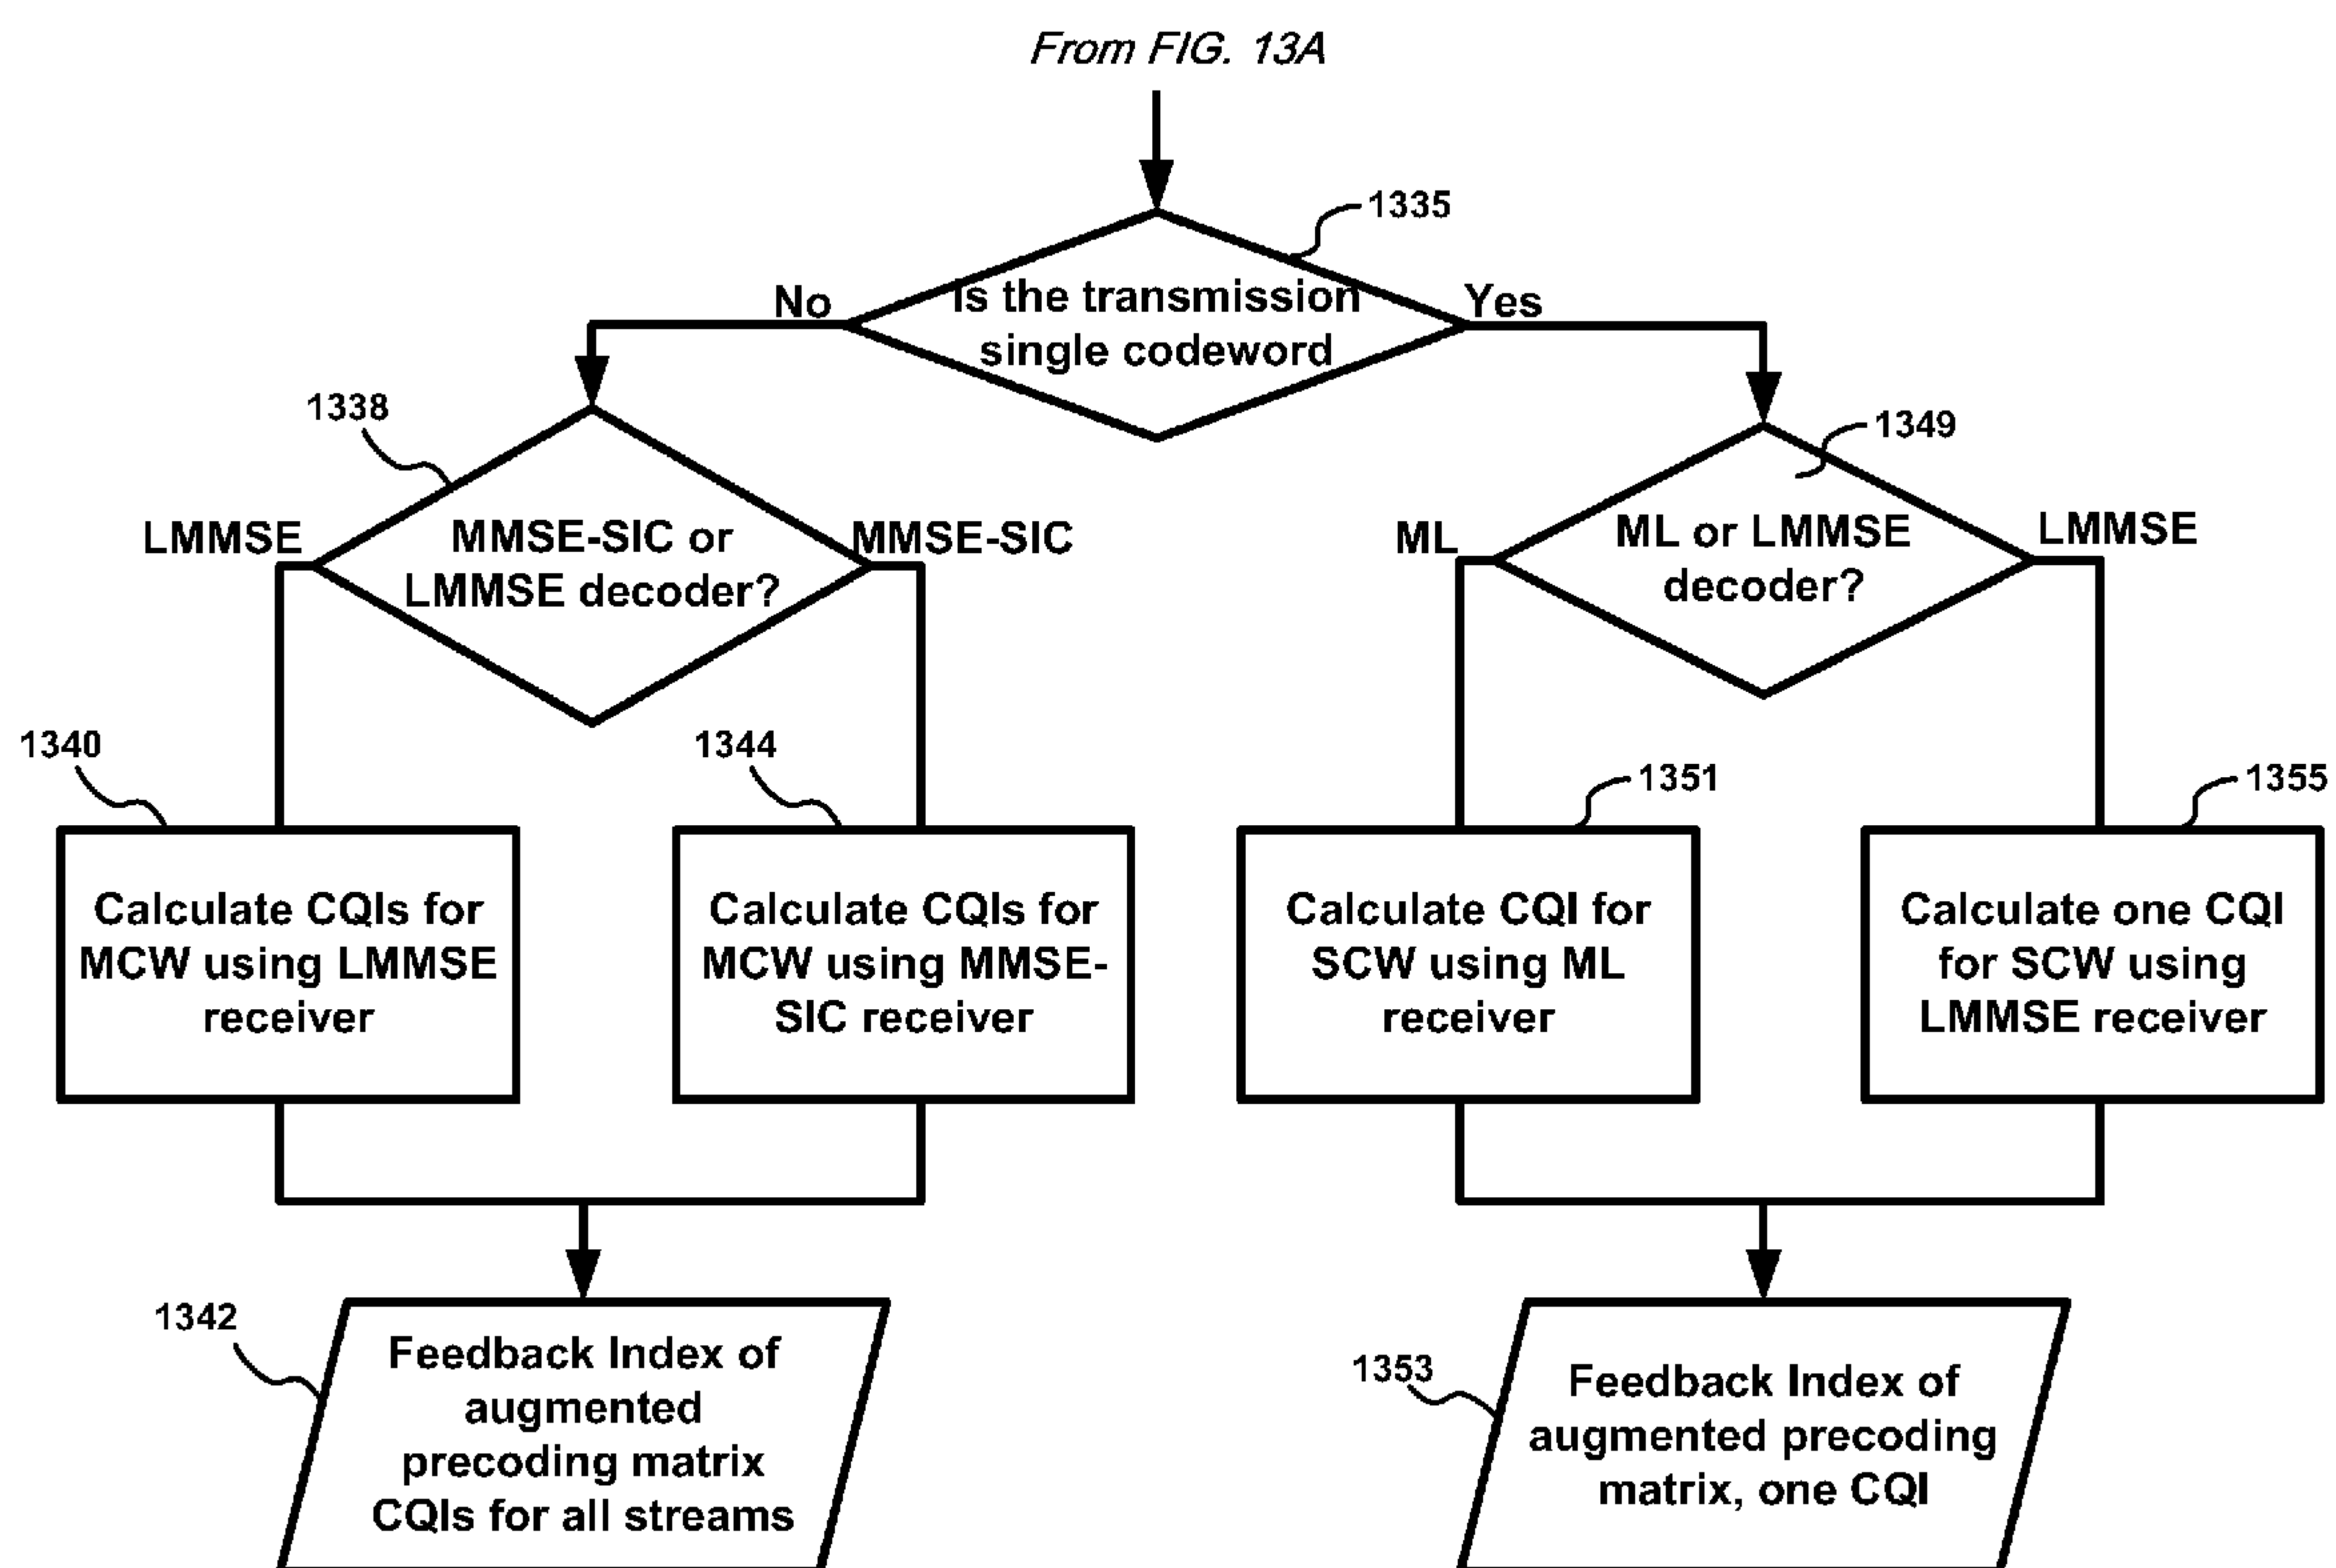 From FIG. 13A
1335
No
Is the transmission
single codeword
Yes
1338
LMMSE
MMSE-SIC or
LMMSE decoder?
MMSE-SIC
1349
ML
ML or LMMSE
decoder?
LMMSE
1340
Calculate CQIs for
MCW using LMMSE
receiver
1344
Calculate CQIs for
MCW using MMSE-
SIC receiver
1351
Calculate CQI for
SCW using ML
receiver
1355
Calculate one CQI
for SCW using
LMMSE receiver
1342
Feedback Index of
augmented
precoding matrix
CQIs for all streams
1353
Feedback Index of
augmented precoding
matrix, one CQI